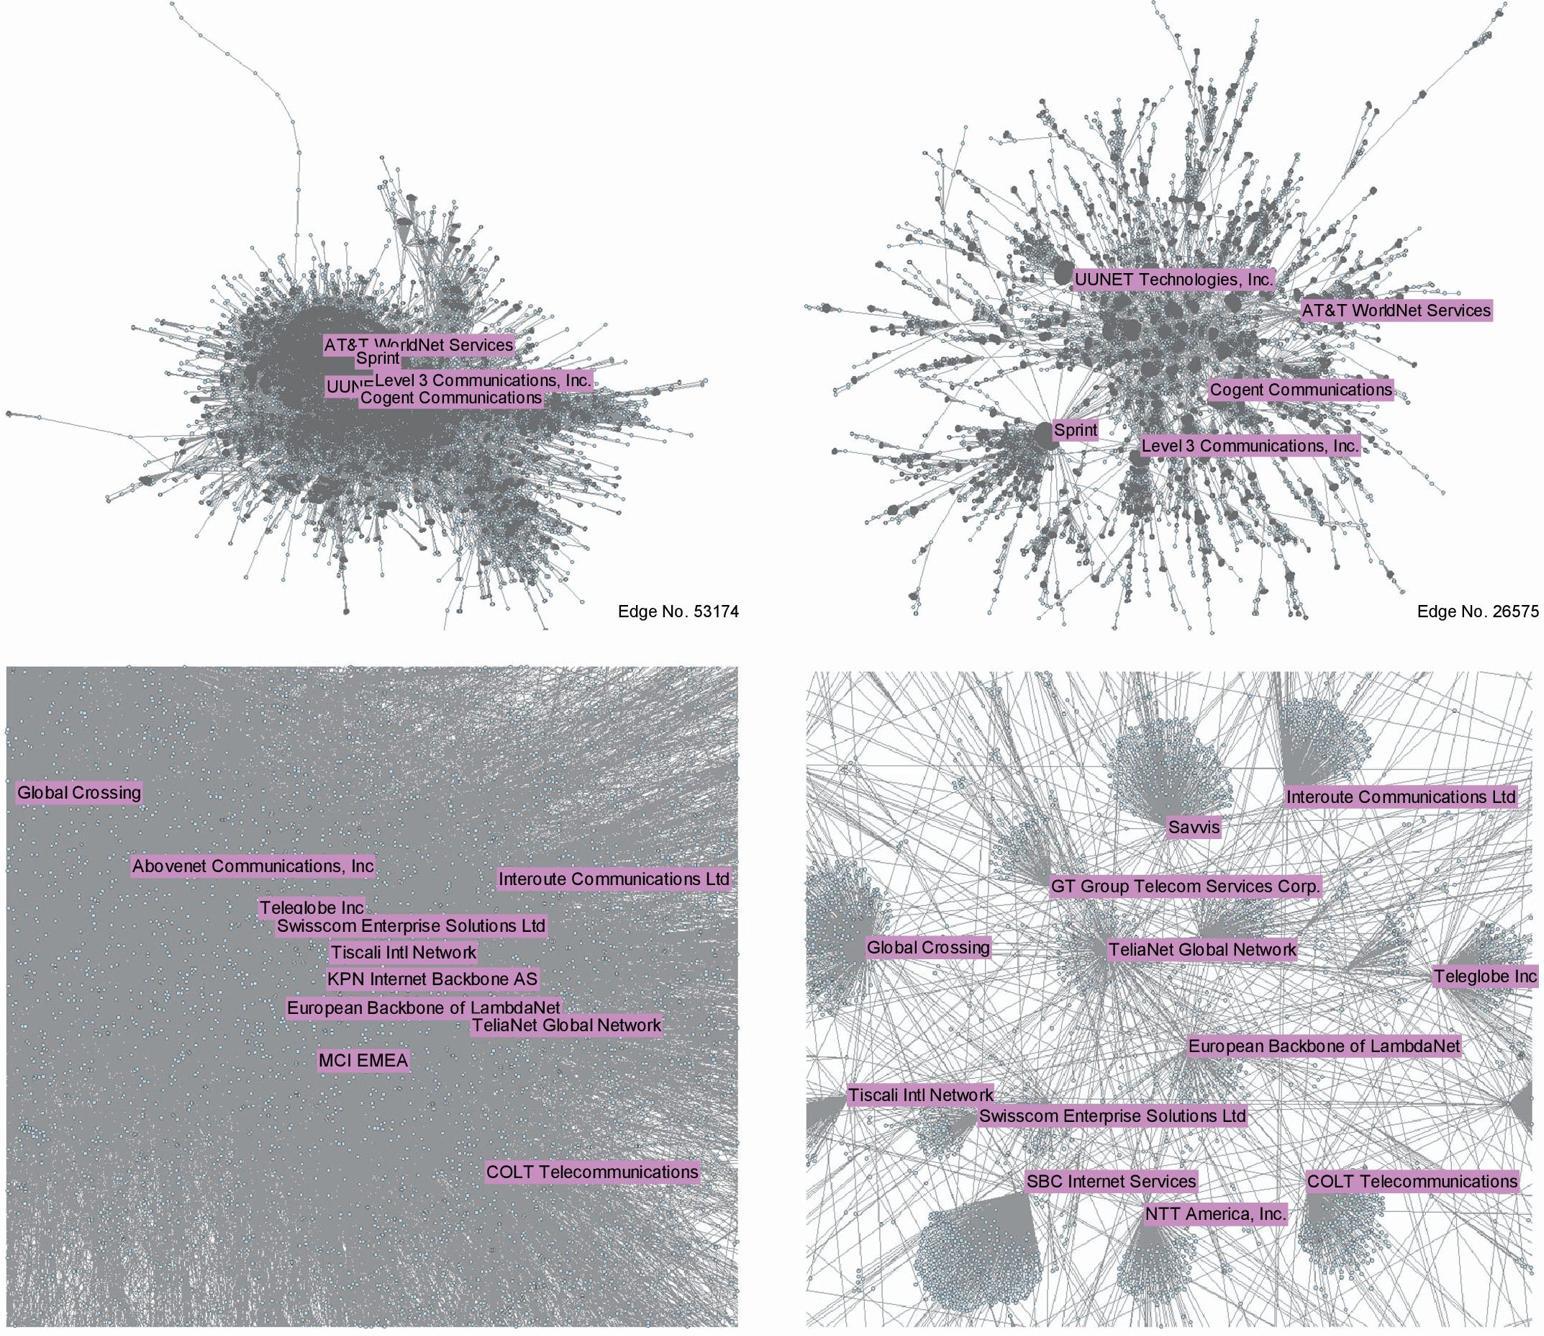 AT&T WorldNet Services
Sprint
UUNE
Level 3 Communications, Inc.
Cogent Communications
Edge No. 53174
UUNET Technologies, Inc.
AT&T WorldNet Services
Cogent Communications
Sprint
Level 3 Communications, Inc.
Edge No. 26575
Global Crossing
Abovenet Communications, Inc
Interoute Communications Ltd
Teleglobe Inc
Swisscom Enterprise Solutions Ltd
Tiscali Intl Network
KPN Internet Backbone AS
European Backbone of LambdaNet
TeliaNet Global Network
MCI EMEA
COLT Telecommunications
Interoute Communications Ltd
Savvis
GT Group Telecom Services Corp.
Global Crossing
TeliaNet Global Network
Teleglobe Inc
European Backbone of LambdaNet
Tiscali Intl Network
Swisscom Enterprise Solutions Ltd
SBC Internet Services
COLT Telecommunications
NTT America, Inc.